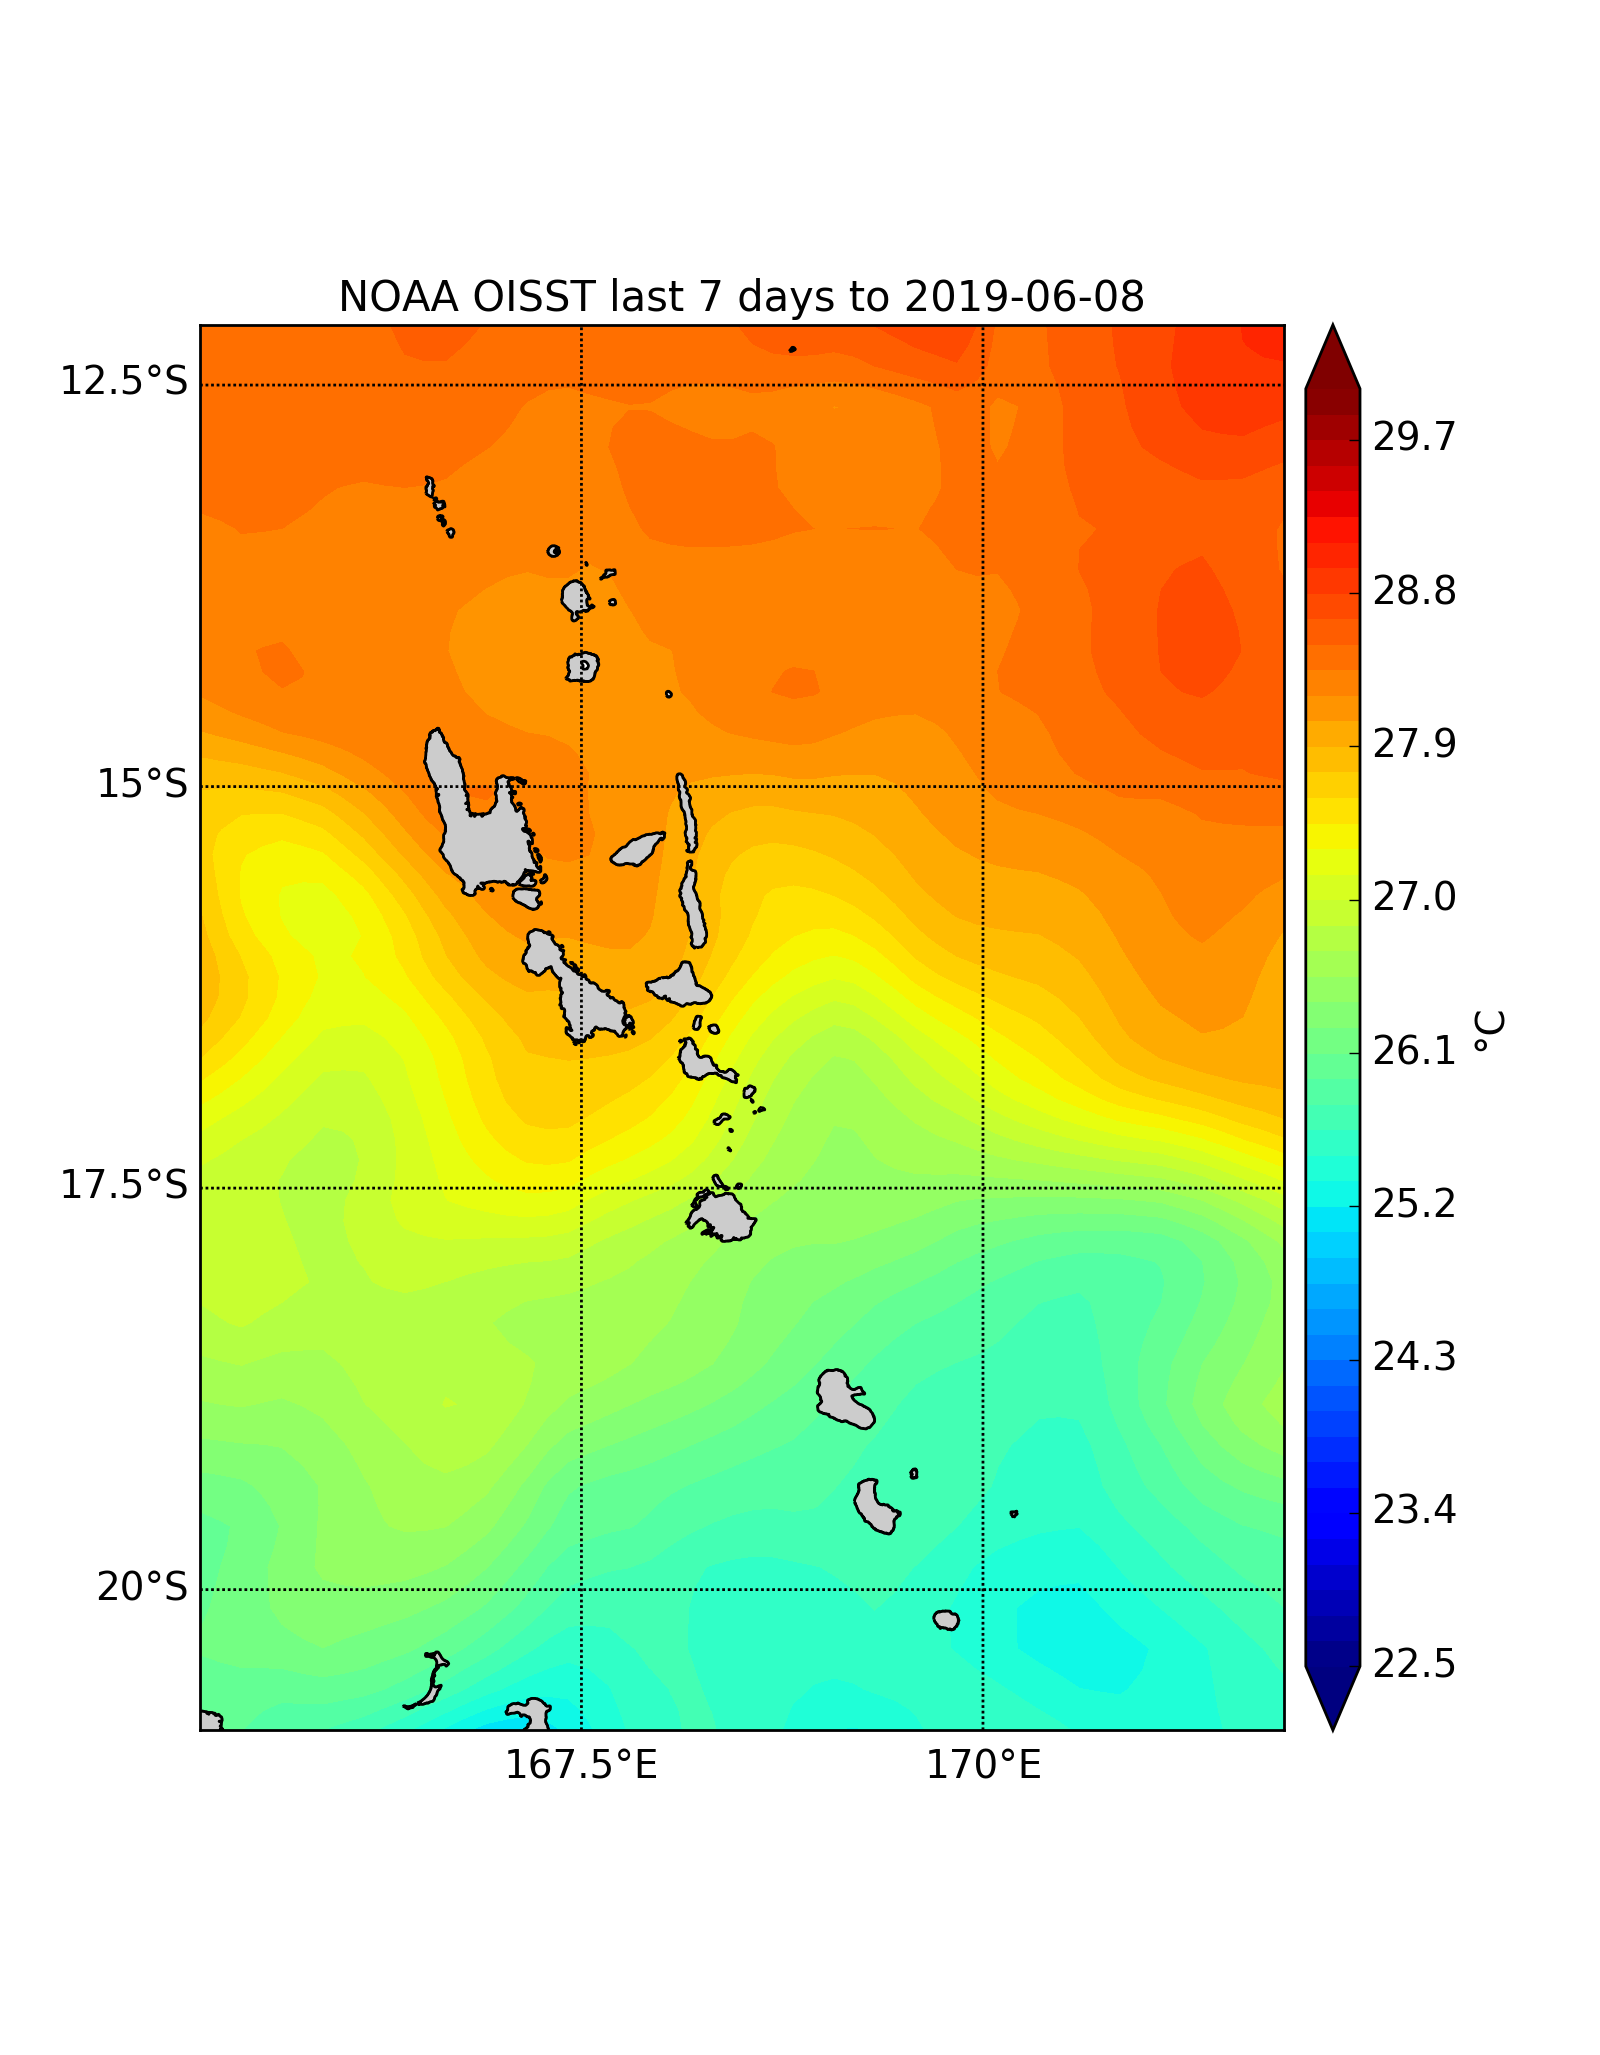 NOAA OISST last 7 days to 2019-06-08
12.5°S
15°S
17.5°S
20°S
167.5°E
170°E
29.7
28.8
27.9
27.0
26.1
25.2
24.3
23.4
22.5
°C